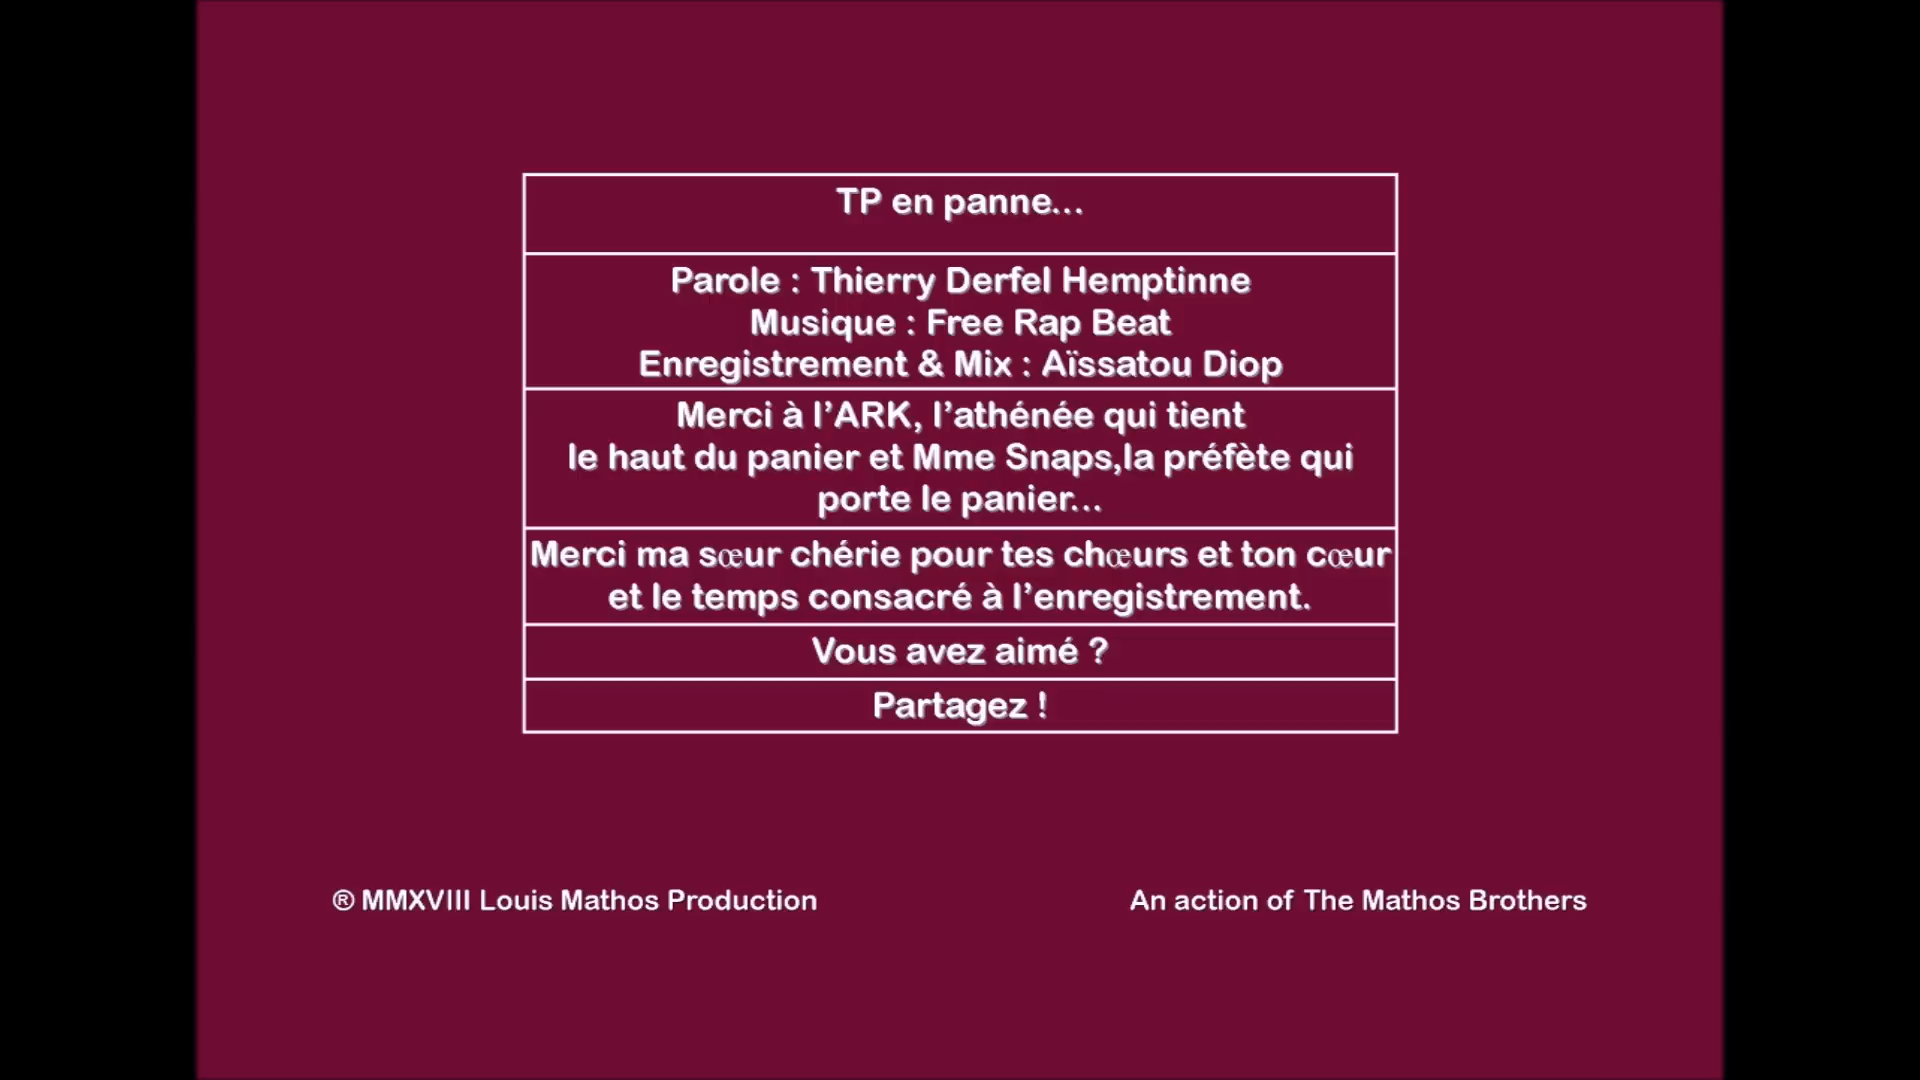 TP en panne...
Parole : Thierry Derfel Hemptinne
Musique : Free Rap Beat
Enregistrement & Mix : Aïssatou Diop
Merci à l’ARK, l’athénée qui tient
le haut du panier et Mme Snaps,la préfète qui
porte le panier...
Merci ma sœur chérie pour tes chœurs et ton cœur
et le temps consacré à l’enregistrement.
Vous avez aimé ?
Partagez !
® MMXVIII Louis Mathos Production
An action of The Mathos Brothers